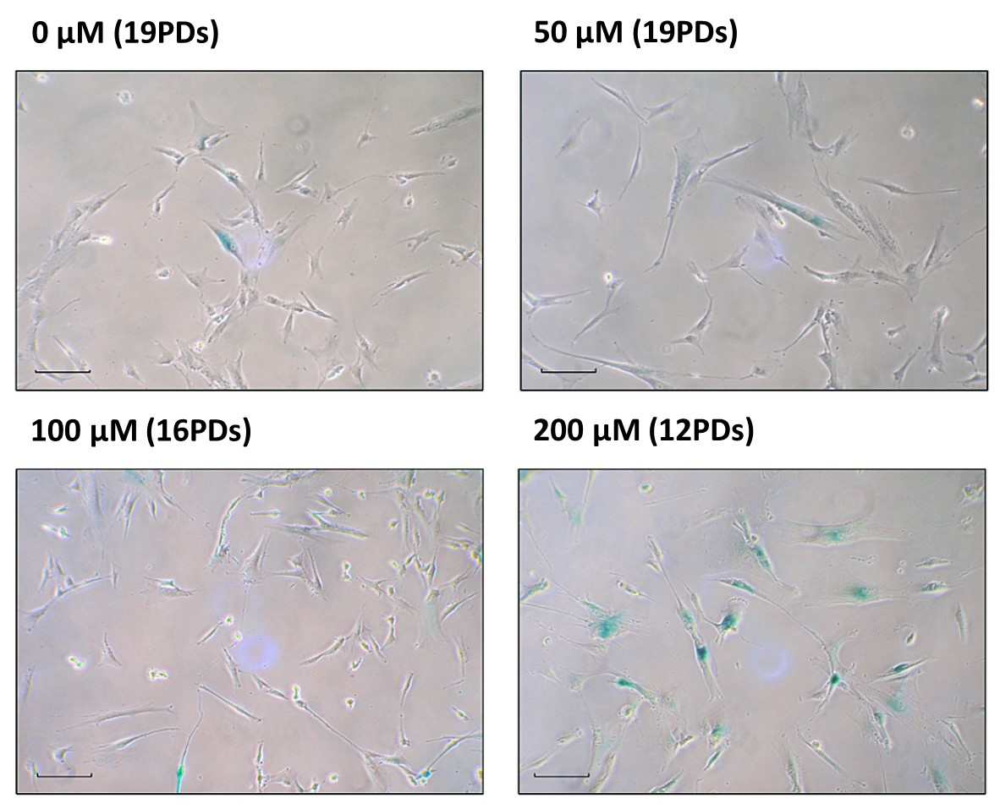 0 µM (19PDs)
50 µM (19PDs)
100 µM (16PDs)
200 µM (12PDs)